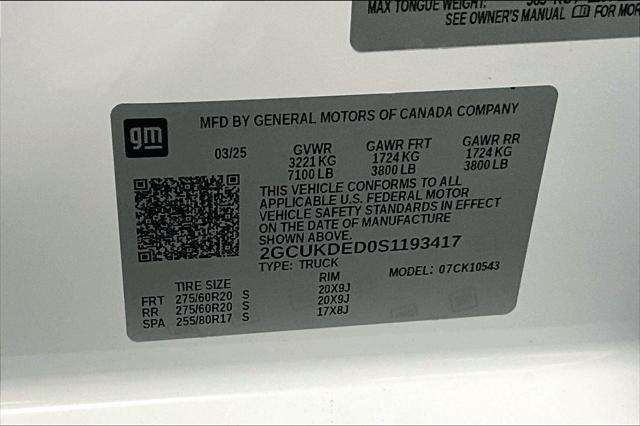 MAX TONGUE WEIGHT:
SEE OWNER'S MANUAL FOR MOR
gm
MFD BY GENERAL MOTORS OF CANADA COMPANY
03/25
GVWR GAWR FRT GAWR RR
3221 KG 1724 KG 1724 KG
7100 LB 3800 LB 3800 LB
THIS VEHICLE CONFORMS TO ALL
APPLICABLE U.S. FEDERAL MOTOR
VEHICLE SAFETY STANDARDS IN EFFECT
ON THE DATE OF MANUFACTURE
SHOWN ABOVE.
2GCUKDED0S1193417
TYPE: TRUCK MODEL: 07CK10543
TIRE SIZE RIM
FRT 275/60R20 S 20X9J
RR 275/60R20 S 20X9J
SPA 255/80R17 S 17X8J